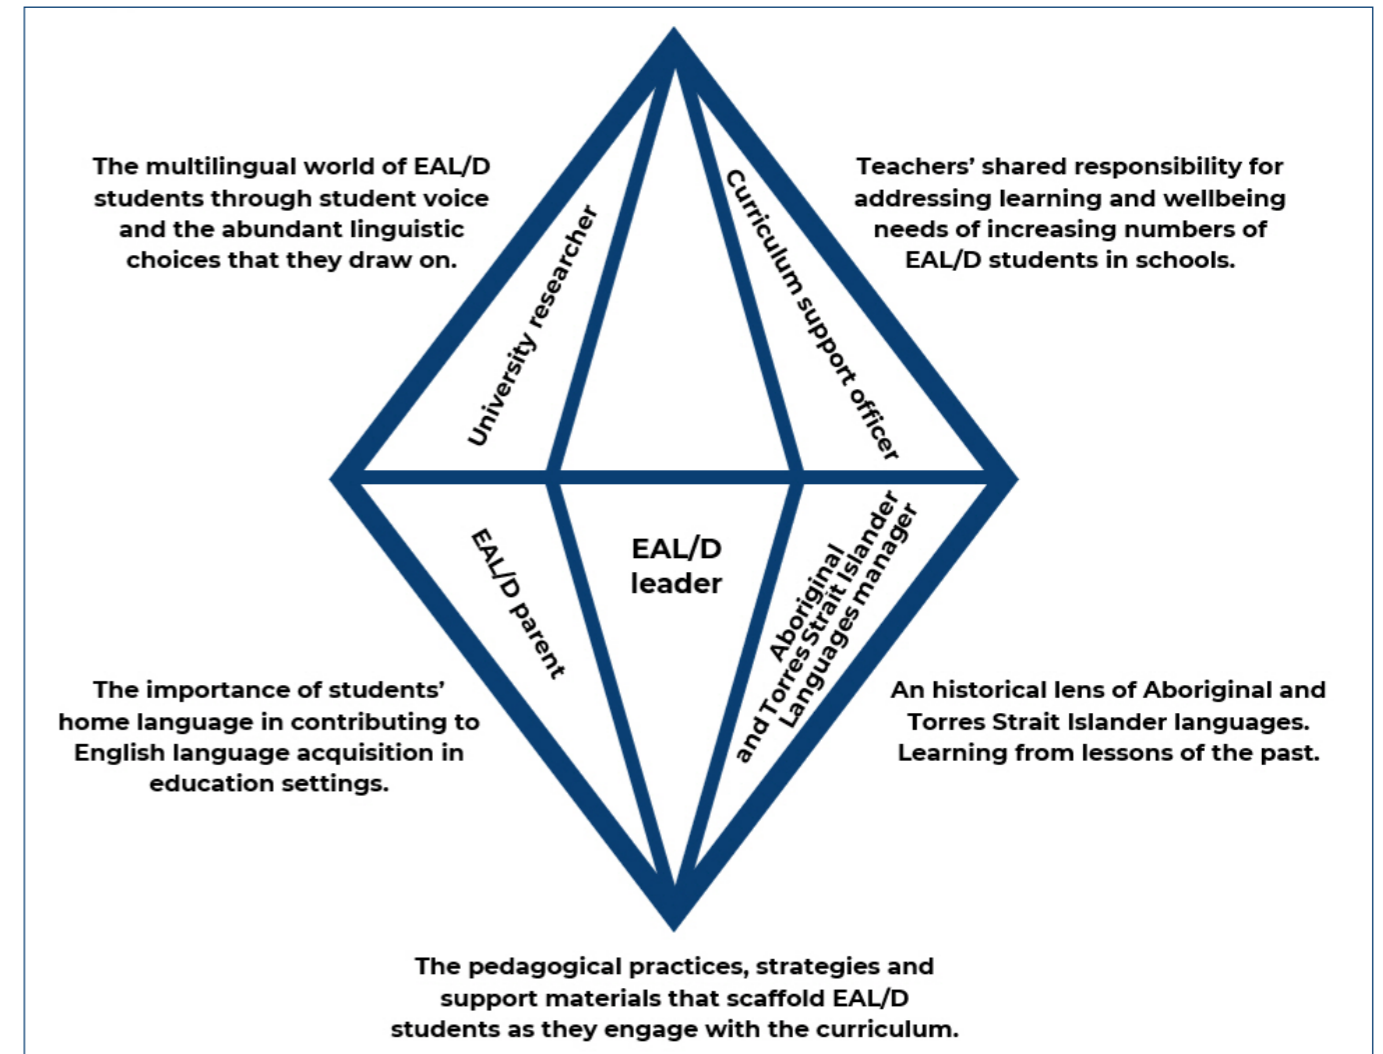 The multilingual world of EAL/D
students through student voice
and the abundant linguistic
choices that they draw on.
Teachers’ shared responsibility for
addressing learning and wellbeing
needs of increasing numbers of
EAL/D students in schools.
University researcher
Curriculum support officer
EAL/D parent
EAL/D
leader
Aboriginal
and Torres Strait Islander
Languages manager
The importance of students’
home language in contributing to
English language acquisition in
education settings.
An historical lens of Aboriginal and
Torres Strait Islander languages.
Learning from lessons of the past.
The pedagogical practices, strategies and
support materials that scaffold EAL/D
students as they engage with the curriculum.